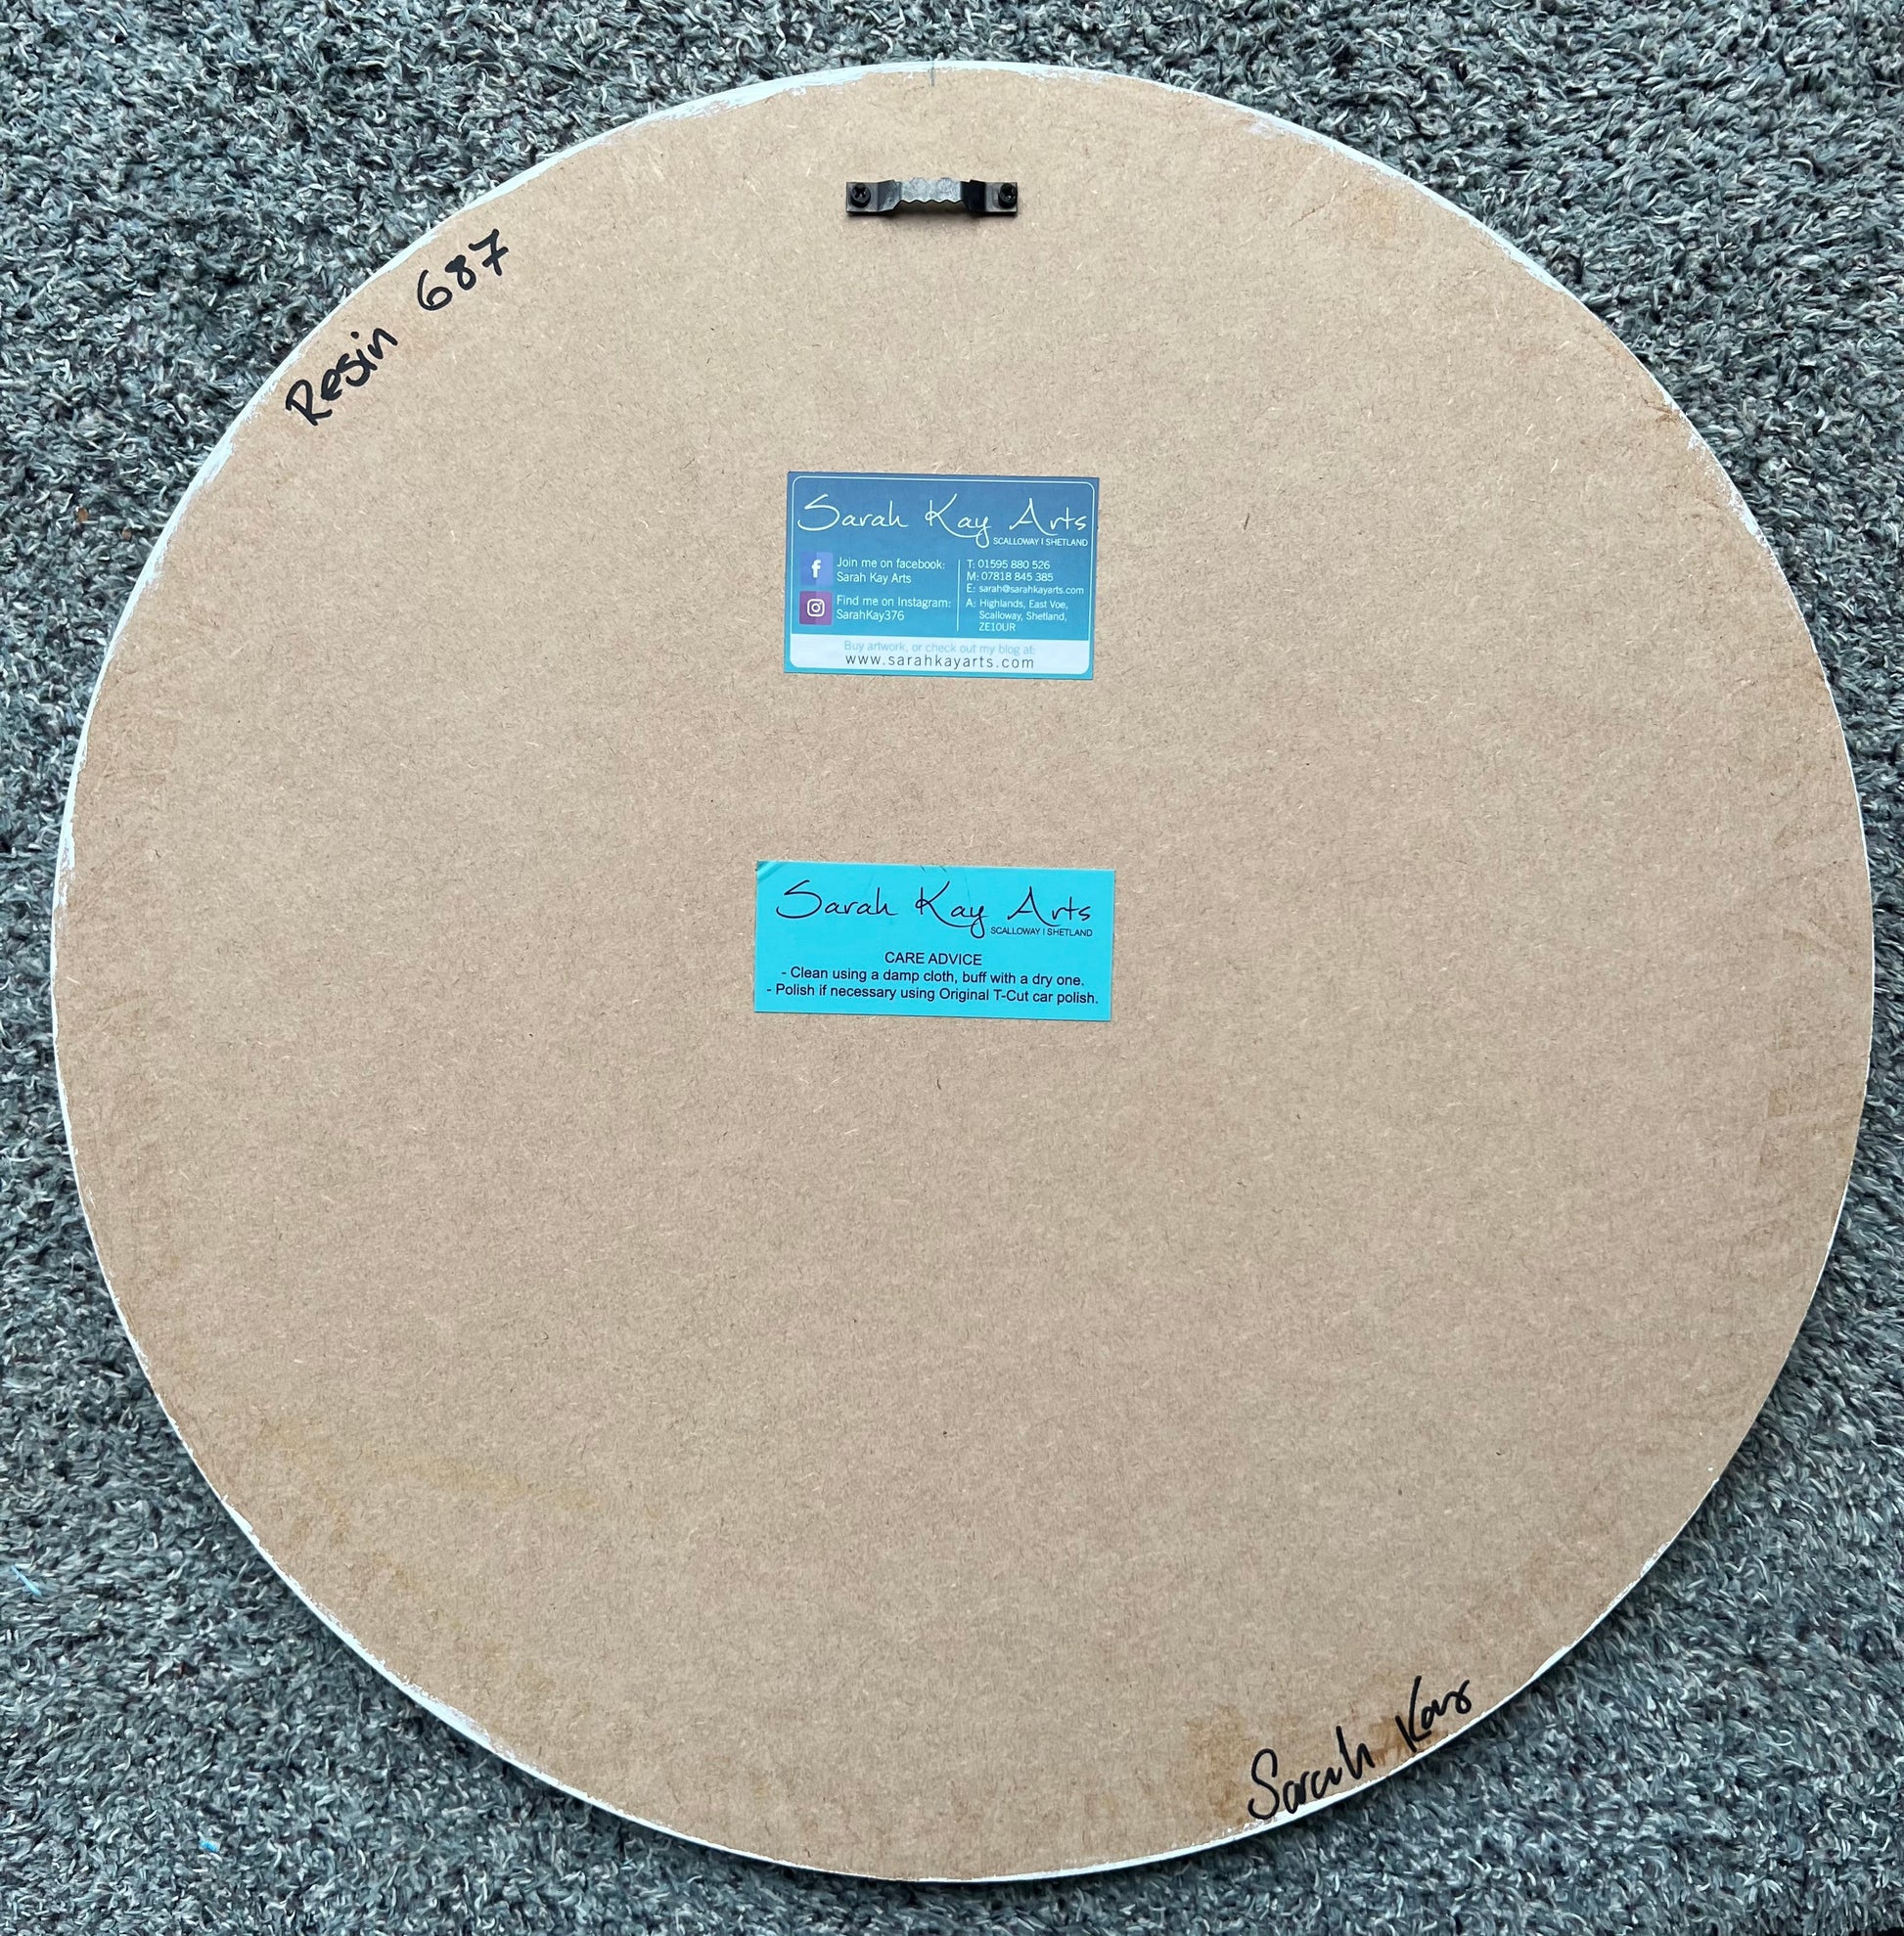 Resin 687
Sarah Kay Arts
SCALLOWAY | SHETLAND
f
Join me on facebook:
Sarah Kay Arts
Find me on Instagram:
SarahKay376
T: 01595 880 526
M: 07818 845 385
E: sarah@sarahkayarts.com
A: Highlands, East Voe,
Scalloway, Shetland,
ZE10UR
Buy artwork, or check out my blog at:
www.sarahkayarts.com
Sarah Kay Arts
SCALLOWAY | SHETLAND
CARE ADVICE
- Clean using a damp cloth, buff with a dry one.
- Polish if necessary using Original T-Cut car polish.
Sarah Kay